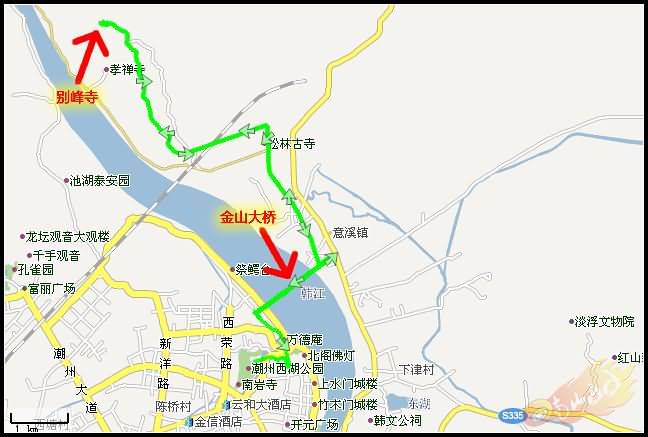 孝禅寺
别峰寺
松林古寺
池湖泰安园
金山大桥
龙坛观音大观楼
意溪镇
千手观音
孔雀园
祭鳄台
富丽广场
韩江
西荣路
淡浮文物院
新洋路
万德庵
潮州大道
北阁佛灯
红山
潮州西湖公园
下津村
南岩寺
上水门城楼
云和大酒店
竹木门城楼
东湖
陈桥村
S335
金信酒店
开元广场
韩文公祠
西塘村